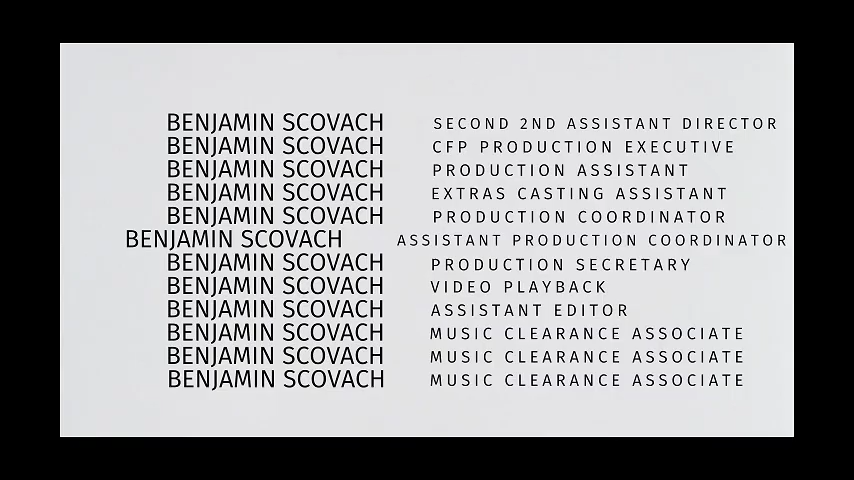 BENJAMIN SCOVACH SECOND 2ND ASSISTANT DIRECTOR
BENJAMIN SCOVACH CFP PRODUCTION EXECUTIVE
BENJAMIN SCOVACH PRODUCTION ASSISTANT
BENJAMIN SCOVACH EXTRAS CASTING ASSISTANT
BENJAMIN SCOVACH PRODUCTION COORDINATOR
BENJAMIN SCOVACH ASSISTANT PRODUCTION COORDINATOR
BENJAMIN SCOVACH PRODUCTION SECRETARY
BENJAMIN SCOVACH VIDEO PLAYBACK
BENJAMIN SCOVACH ASSISTANT EDITOR
BENJAMIN SCOVACH MUSIC CLEARANCE ASSOCIATE
BENJAMIN SCOVACH MUSIC CLEARANCE ASSOCIATE
BENJAMIN SCOVACH MUSIC CLEARANCE ASSOCIATE